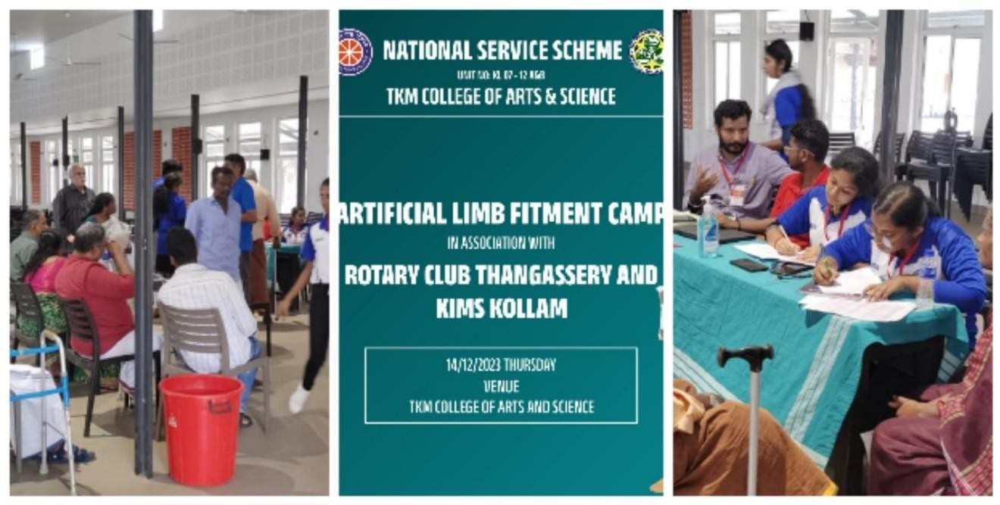 NATIONAL SERVICE SCHEME
UNIT NO: KL 07 - 12 A&B
TKM COLLEGE OF ARTS & SCIENCE
ARTIFICIAL LIMB FITMENT CAMP
IN ASSOCIATION WITH
ROTARY CLUB THANGASSERY AND
KIMS KOLLAM
14/12/2023 THURSDAY
VENUE
TKM COLLEGE OF ARTS AND SCIENCE